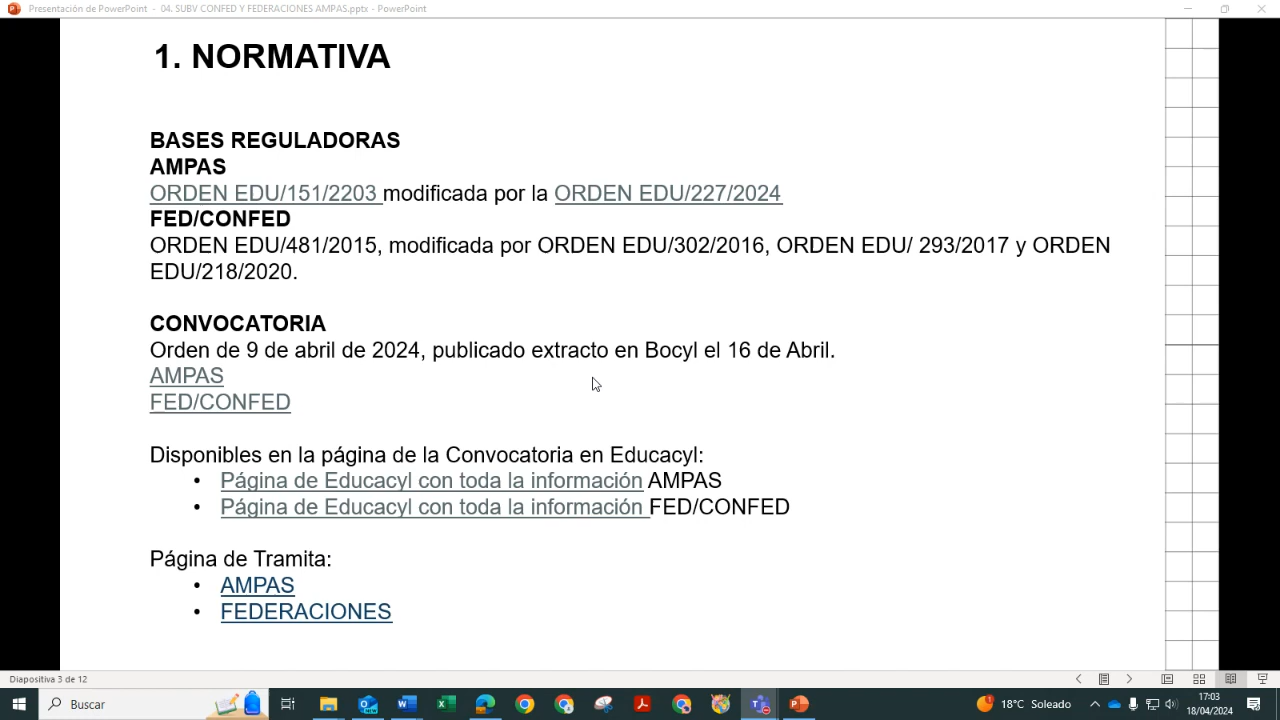 Presentación de PowerPoint - 04. SUBV CONFED Y FEDERACIONES AMPAS.pptx - PowerPoint
1. NORMATIVA
BASES REGULADORAS
AMPAS
ORDEN EDU/151/2203 modificada por la ORDEN EDU/227/2024
FED/CONFED
ORDEN EDU/481/2015, modificada por ORDEN EDU/302/2016, ORDEN EDU/ 293/2017 y ORDEN
EDU/218/2020.
CONVOCATORIA
Orden de 9 de abril de 2024, publicado extracto en Bocyl el 16 de Abril.
AMPAS
FED/CONFED
Disponibles en la página de la Convocatoria en Educacyl:
• Página de Educacyl con toda la información AMPAS
• Página de Educacyl con toda la información FED/CONFED
Página de Tramita:
• AMPAS
• FEDERACIONES
Diapositiva 3 de 12
Buscar
18°C Soleado
17:03
18/04/2024